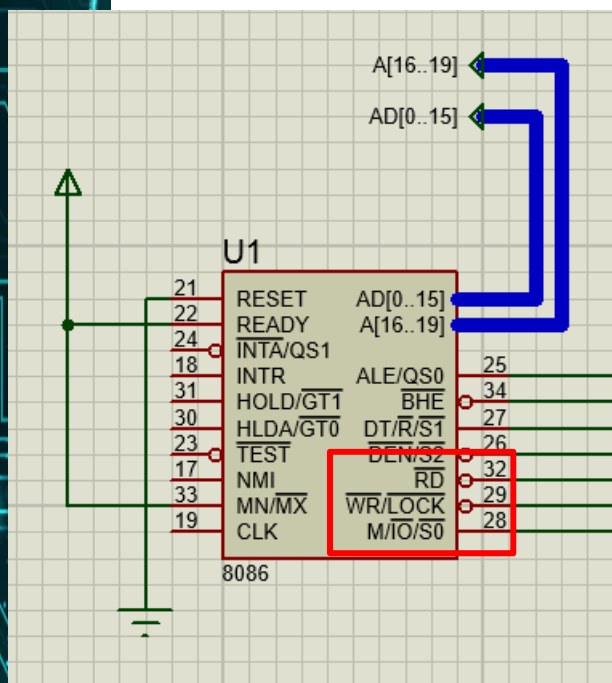 A[16..19]
AD[0..15]
U1
21 RESET AD[0..15]
22 READY A[16..19]
24 INTA/QS1
18 INTR ALE/QS0 25
31 HOLD/GT1 BHE 34
30 HLDA/GT0 DT/R/S1 27
23 TEST DEN/S2 26
17 NMI RD 32
33 MN/MX WR/LOCK 29
19 CLK M/IO/S0 28
8086